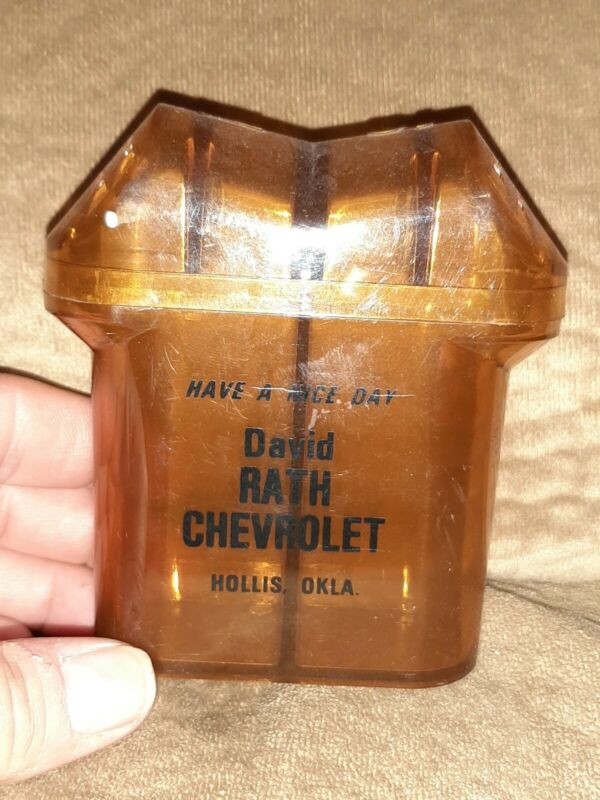 HAVE A NICE DAY
David
RATH
CHEVROLET
HOLLIS, OKLA.